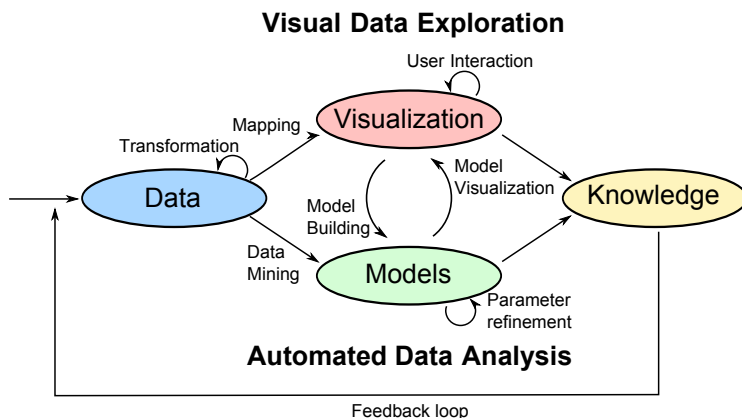 Visual Data Exploration
User Interaction
Visualization
Mapping
Transformation
Data
Model
Visualization
Knowledge
Model
Building
Data
Mining
Models
Parameter
refinement
Automated Data Analysis
Feedback loop